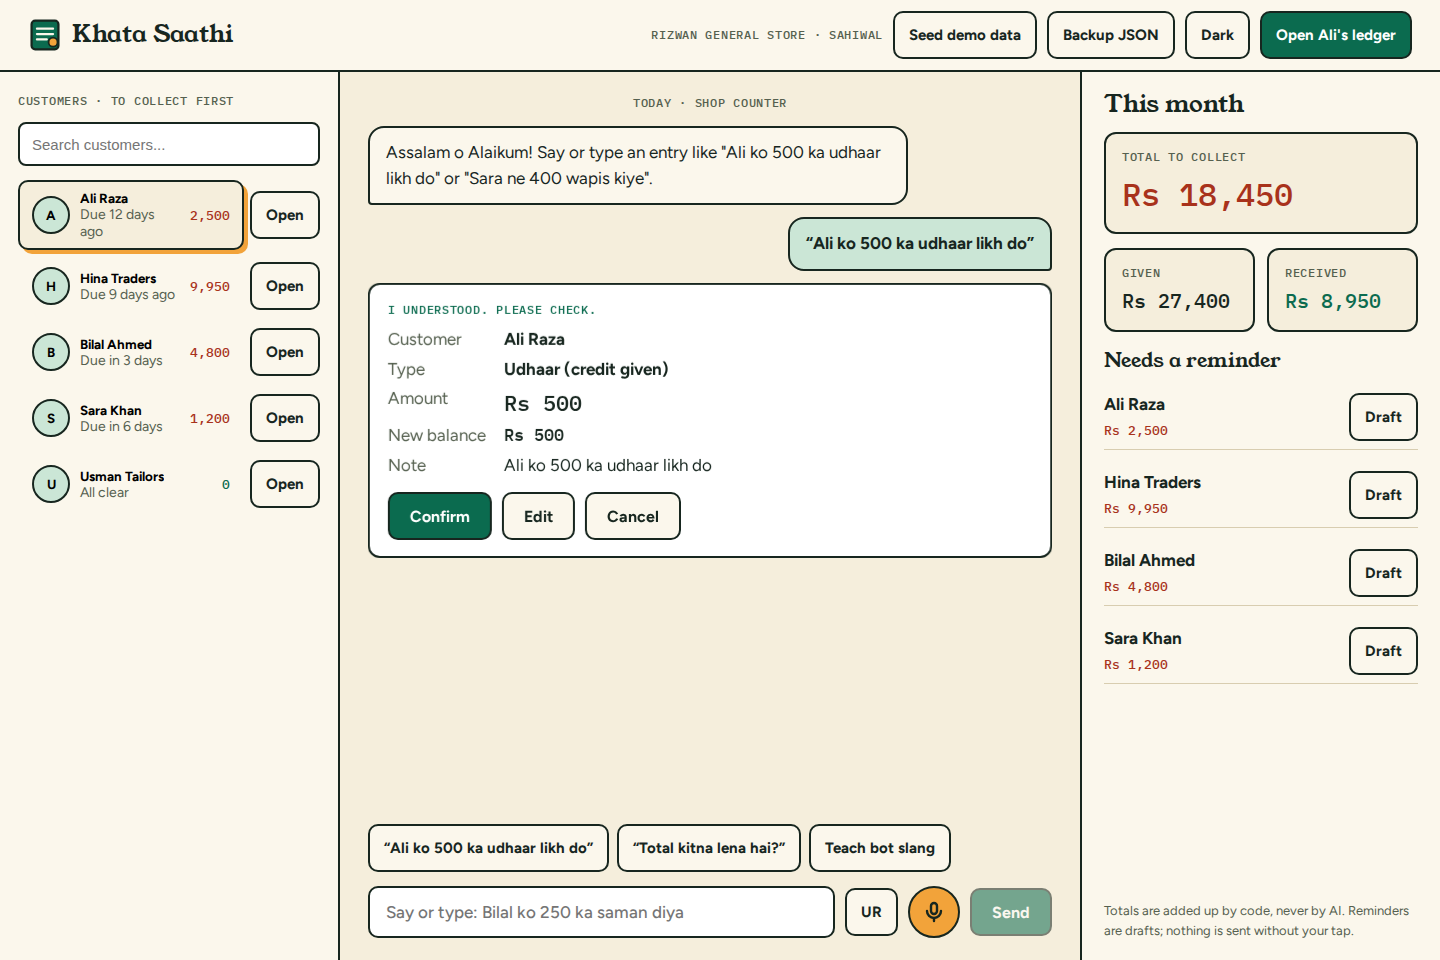 Khata Saathi
RIZWAN GENERAL STORE · SAHIWAL
Seed demo data
Backup JSON
Dark
Open Ali's ledger
CUSTOMERS · TO COLLECT FIRST
Search customers...
A
Ali Raza
Due 12 days
ago
2,500
Open
H
Hina Traders
Due 9 days ago
9,950
Open
B
Bilal Ahmed
Due in 3 days
4,800
Open
S
Sara Khan
Due in 6 days
1,200
Open
U
Usman Tailors
All clear
0
Open
TODAY · SHOP COUNTER
Assalam o Alaikum! Say or type an entry like "Ali ko 500 ka udhaar
likh do" or "Sara ne 400 wapis kiye".
“Ali ko 500 ka udhaar likh do”
I UNDERSTOOD. PLEASE CHECK.
Customer Ali Raza
Type Udhaar (credit given)
Amount Rs 500
New balance Rs 500
Note Ali ko 500 ka udhaar likh do
Confirm
Edit
Cancel
“Ali ko 500 ka udhaar likh do”
“Total kitna lena hai?”
Teach bot slang
Say or type: Bilal ko 250 ka saman diya
UR
Send
This month
TOTAL TO COLLECT
Rs 18,450
GIVEN
Rs 27,400
RECEIVED
Rs 8,950
Needs a reminder
Ali Raza
Rs 2,500
Draft
Hina Traders
Rs 9,950
Draft
Bilal Ahmed
Rs 4,800
Draft
Sara Khan
Rs 1,200
Draft
Totals are added up by code, never by AI. Reminders
are drafts; nothing is sent without your tap.